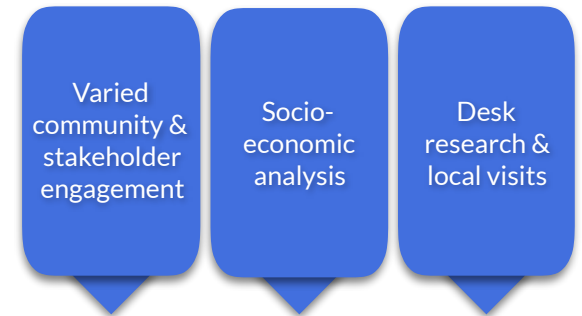 Varied
community &
stakeholder
engagement
Socio-
economic
analysis
Desk
research &
local visits